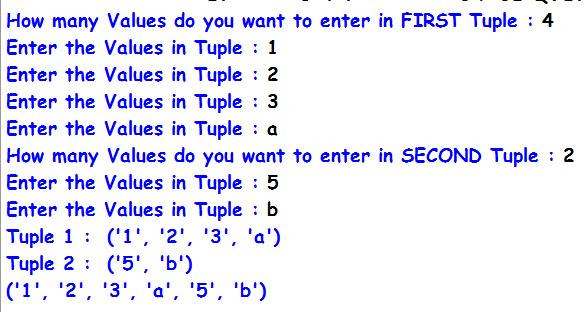 How many Values do you want to enter in FIRST Tuple : 4
Enter the Values in Tuple : 1
Enter the Values in Tuple : 2
Enter the Values in Tuple : 3
Enter the Values in Tuple : a
How many Values do you want to enter in SECOND Tuple : 2
Enter the Values in Tuple : 5
Enter the Values in Tuple : b
Tuple 1 :  ('1', '2', '3', 'a')
Tuple 2 :  ('5', 'b')
('1', '2', '3', 'a', '5', 'b')